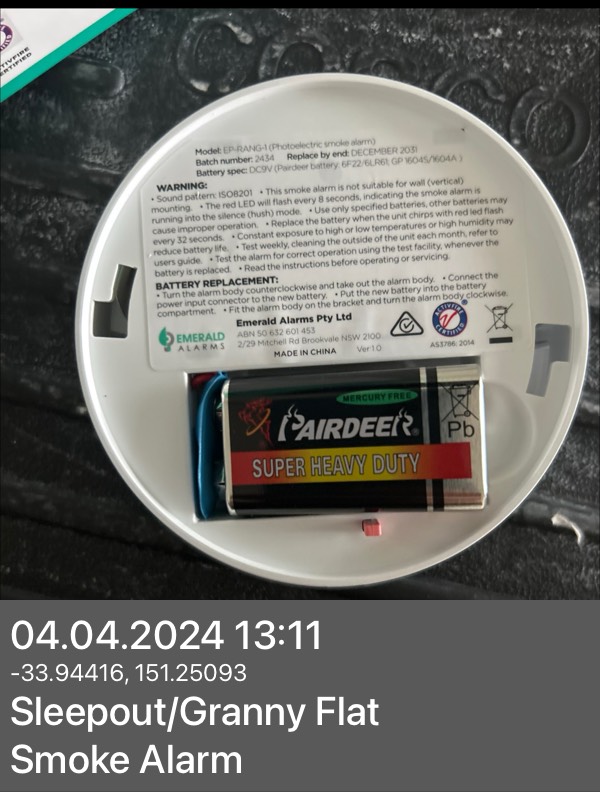 TIVFIRE
ERTIFIED
Model: EP-RANG-1 (Photoelectric smoke alarm)
Batch number: 2434 Replace by end: DECEMBER 2031
Battery spec: DC9V (Pairdeer battery: 6F22/6LR61; GP 1604S/1604A )
WARNING:
• Sound pattern: ISO8201 • This smoke alarm is not suitable for wall (vertical)
mounting. • The red LED will flash every 8 seconds, indicating the smoke alarm is
running into the silence (hush) mode. • Use only specified batteries, other batteries may
cause improper operation. • Replace the battery when the unit chirps with red led flash
every 32 seconds. • Constant exposure to high or low temperatures or high humidity may
reduce battery life. • Test weekly, cleaning the outside of the unit each month, refer to
users guide. • Test the alarm for correct operation using the test facility, whenever the
battery is replaced. • Read the instructions before operating or servicing.
BATTERY REPLACEMENT:
• Turn the alarm body counterclockwise and take out the alarm body. • Connect the
power input connector to the new battery. • Put the new battery into the battery
compartment. • Fit the alarm body on the bracket and turn the alarm body clockwise.
Emerald Alarms Pty Ltd
ABN 50 632 601 453
2/29 Mitchell Rd Brookvale NSW 2100
MADE IN CHINA Ver1.0
EMERALD
ALARMS
ACTIVFIRE
CERTIFIED
AS3786: 2014
MERCURY FREE
PAIRDEER
SUPER HEAVY DUTY
Pb
04.04.2024 13:11
-33.94416, 151.25093
Sleepout/Granny Flat
Smoke Alarm